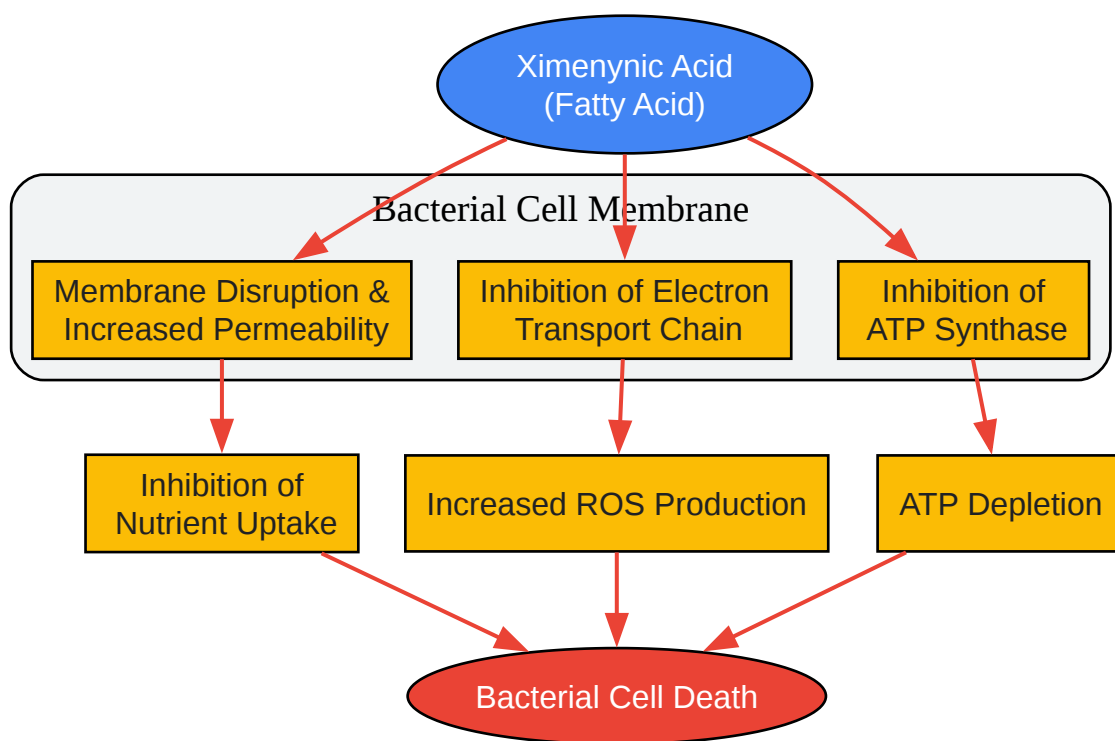 Ximenynic Acid
(Fatty Acid)
Bacterial Cell Membrane
Membrane Disruption &
Increased Permeability
Inhibition of Electron
Transport Chain
Inhibition of
ATP Synthase
Inhibition of
Nutrient Uptake
Increased ROS Production
ATP Depletion
Bacterial Cell Death